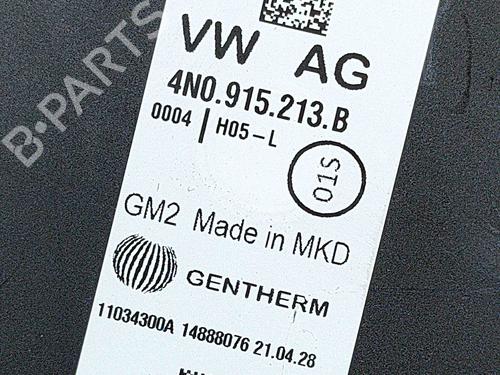 VW AG
4N0.915.213.B
0004 | H05-L
01S
GM2 Made in MKD
GENTHERM
11034300A 14888076 21.04.28
B-PARTS